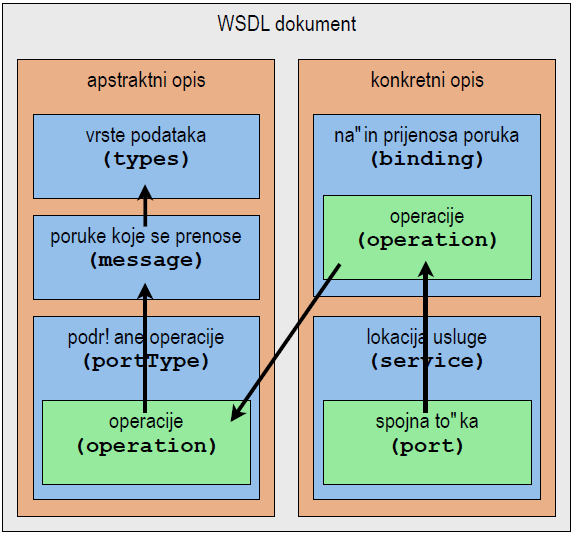 WSDL dokument
apstraktni opis
vrste podataka
(types)
poruke koje se prenose
(message)
podr! ane operacije
(portType)
operacije
(operation)
konkretni opis
na" in prijenosa poruka
(binding)
operacije
(operation)
lokacija usluge
(service)
spojna to" ka
(port)